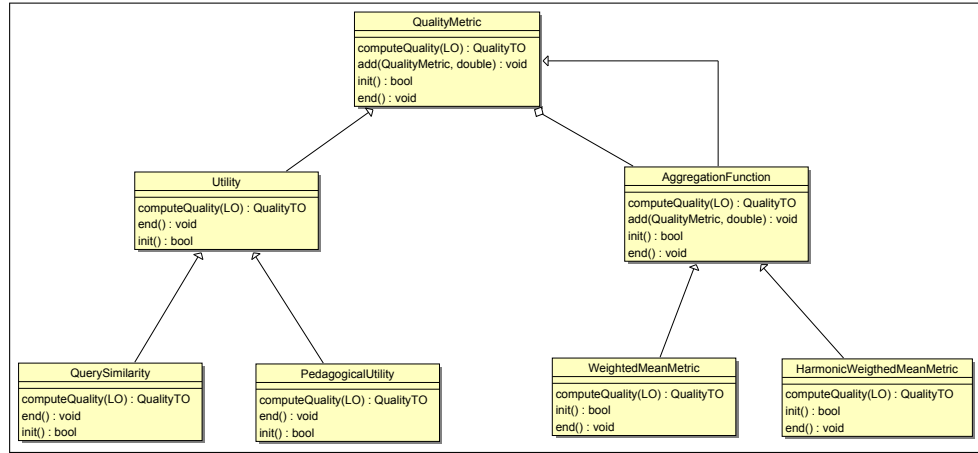 QualityMetric
computeQuality(LO) : QualityTO
add(QualityMetric, double) : void
init() : bool
end() : void
Utility
computeQuality(LO) : QualityTO
end() : void
init() : bool
AggregationFunction
computeQuality(LO) : QualityTO
add(QualityMetric, double) : void
init() : bool
end() : void
QuerySimilarity
computeQuality(LO) : QualityTO
end() : void
init() : bool
PedagogicalUtility
computeQuality(LO) : QualityTO
end() : void
init() : bool
WeightedMeanMetric
computeQuality(LO) : QualityTO
init() : bool
end() : void
HarmonicWeigthedMeanMetric
computeQuality(LO) : QualityTO
init() : bool
end() : void